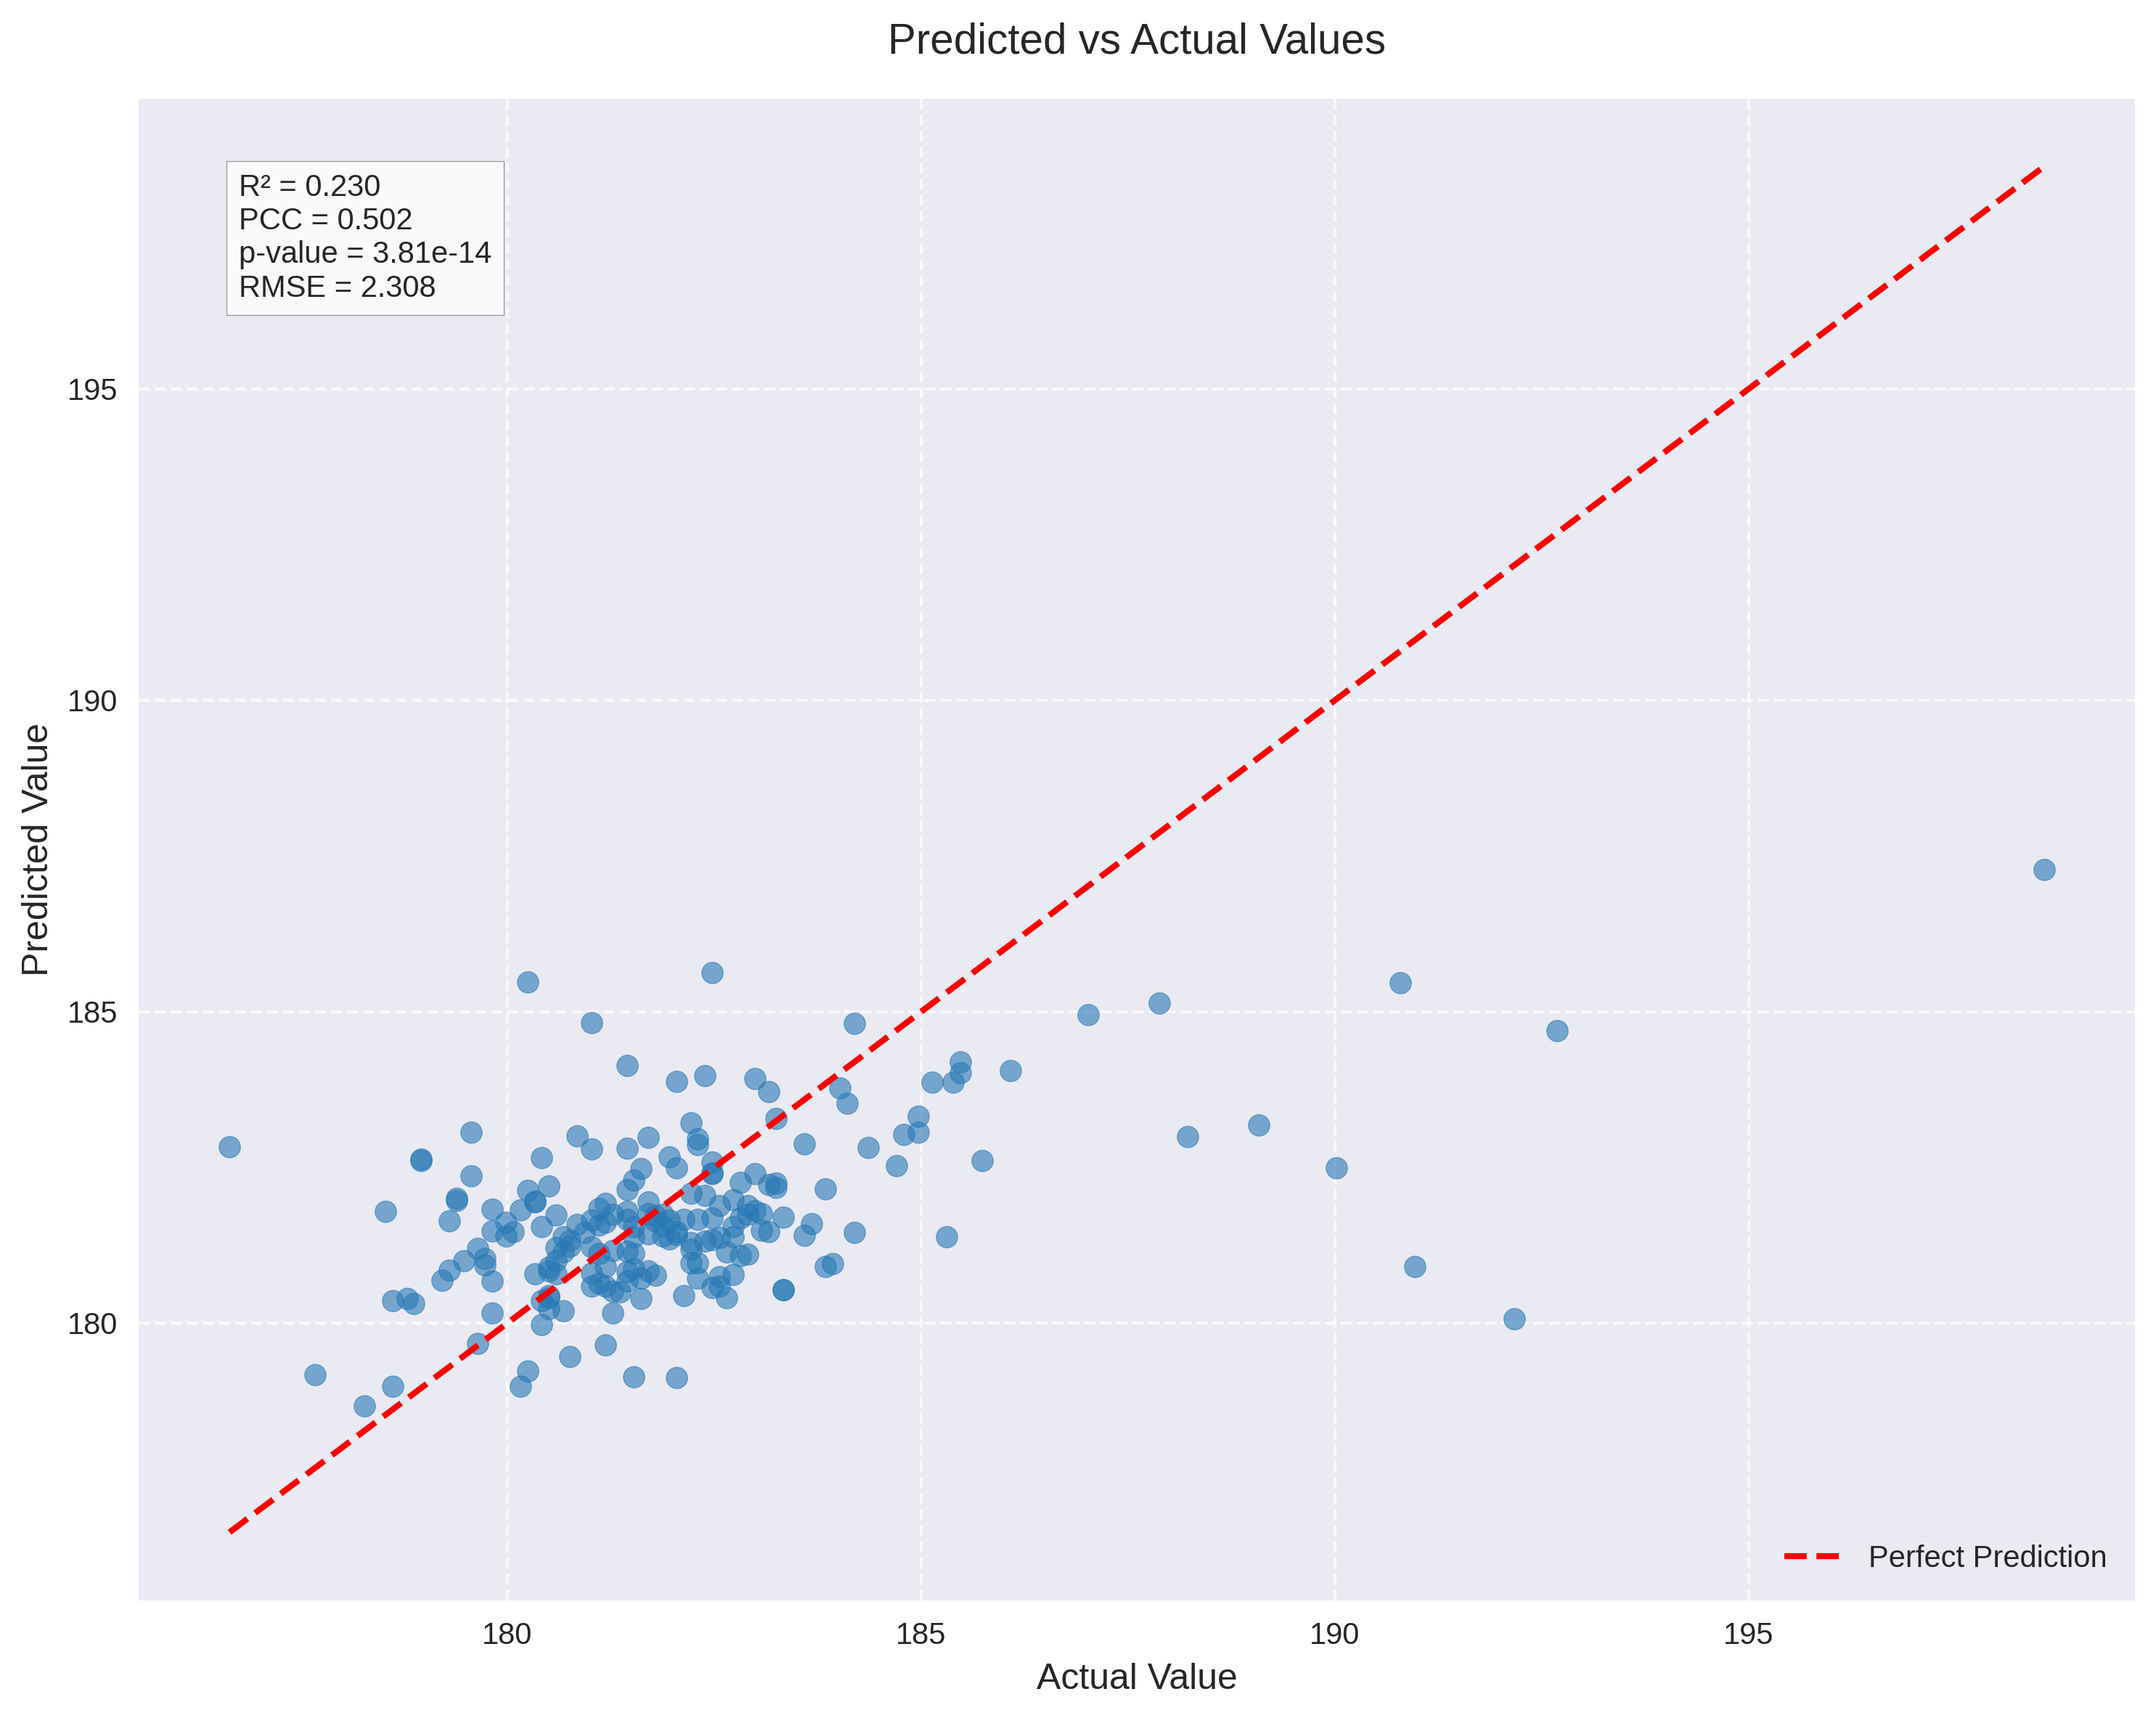 Predicted vs Actual Values
R² = 0.230
PCC = 0.502
p-value = 3.81e-14
RMSE = 2.308
195
190
185
180
Predicted Value
Perfect Prediction
180
185
190
195
Actual Value